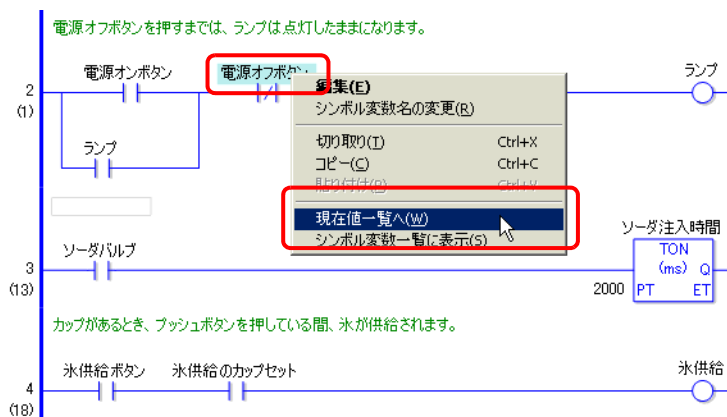 電源オフボタンを押すまでは、ランプは点灯したままになります。
電源オンボタン 電源オフボタン ランプ
2
(1)
編集(E)
シンボル変数名の変更(R)
切り取り(T) Ctrl+X
コピー(C) Ctrl+C
貼り付け(P) Ctrl+V
現在値一覧へ(W)
シンボル変数一覧に表示(S)
ランプ
ソーダ注入時間
ソーダバルブ
TON
(ms) Q
3
(13)
2000 PT ET
カップがあるとき、プッシュボタンを押している間、氷が供給されます。
氷供給ボタン 氷供給のカップセット 氷供給
4
(18)